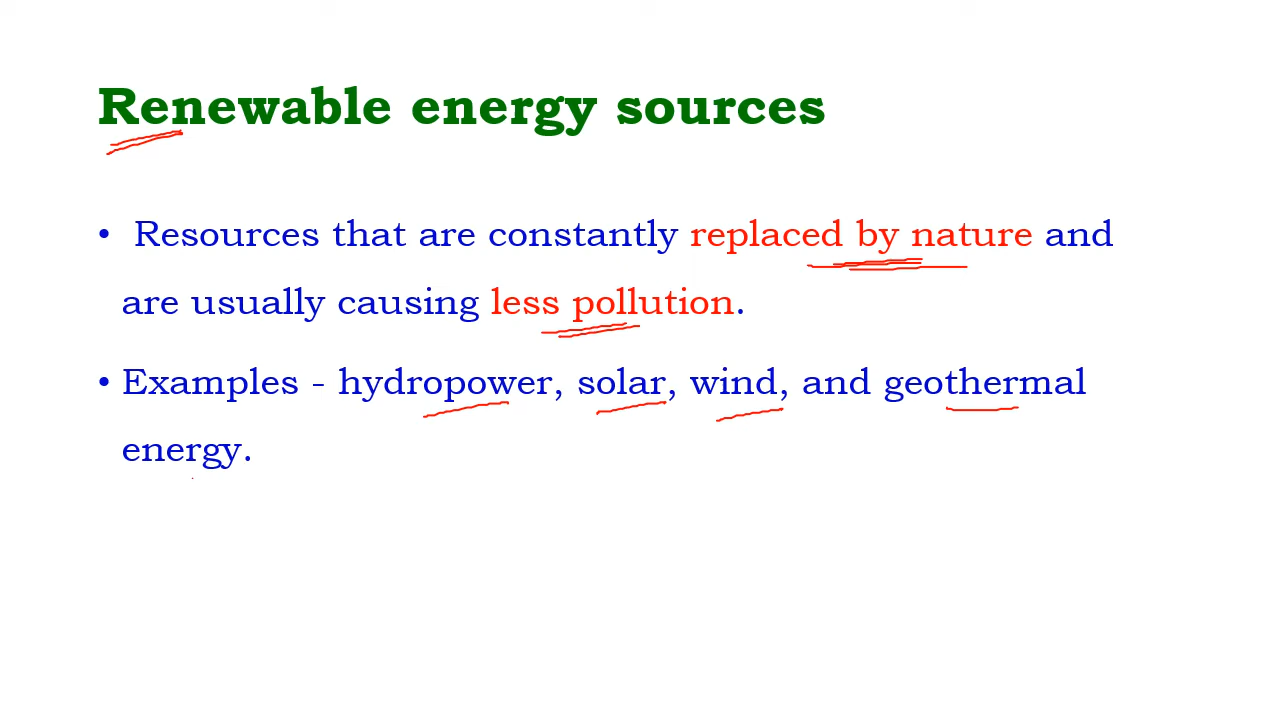 Renewable energy sources
• Resources that are constantly replaced by nature and
are usually causing less pollution.
• Examples - hydropower, solar, wind, and geothermal
energy.